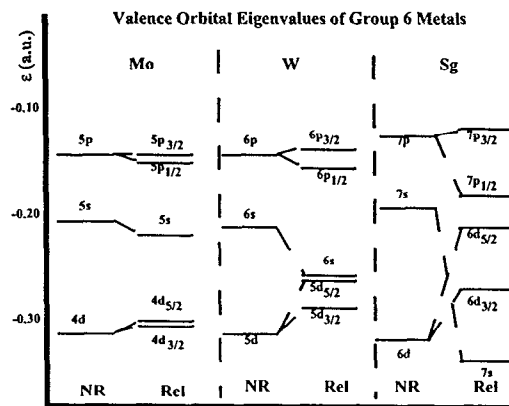 Valence Orbital Eigenvalues of Group 6 Metals
ε (a.u.)
Mo W Sg
-0.10
-0.20
-0.30
5p 5p3/2
5p1/2
5s 5s
4d 4d5/2
4d3/2
6p 6p3/2
6p1/2
6s 6s
5d5/2
5d 5d3/2
7p 7p3/2
7p1/2
7s 6d5/2
6d3/2
6d 7s
NR Rel NR Rel NR Rel